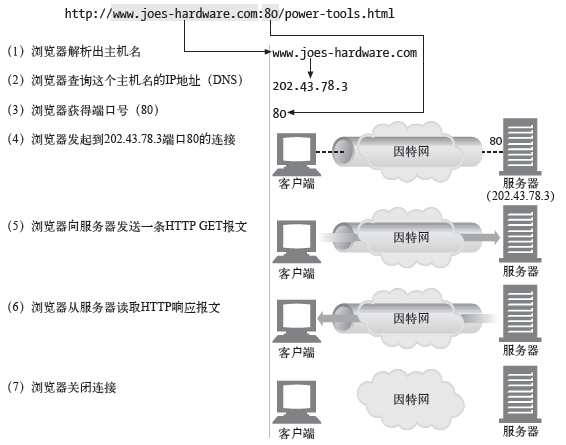 http://www.joes-hardware.com:80/power-tools.html
(1) 浏览器解析出主机名
www.joes-hardware.com
(2) 浏览器查询这个主机名的IP地址（DNS）
202.43.78.3
(3) 浏览器获得端口号（80）
80
(4) 浏览器发起到202.43.78.3端口80的连接
因特网
80
客户端
服务器
(202.43.78.3)
(5) 浏览器向服务器发送一条HTTP GET报文
因特网
客户端
服务器
(6) 浏览器从服务器读取HTTP响应报文
因特网
客户端
服务器
(7) 浏览器关闭连接
因特网
客户端
服务器